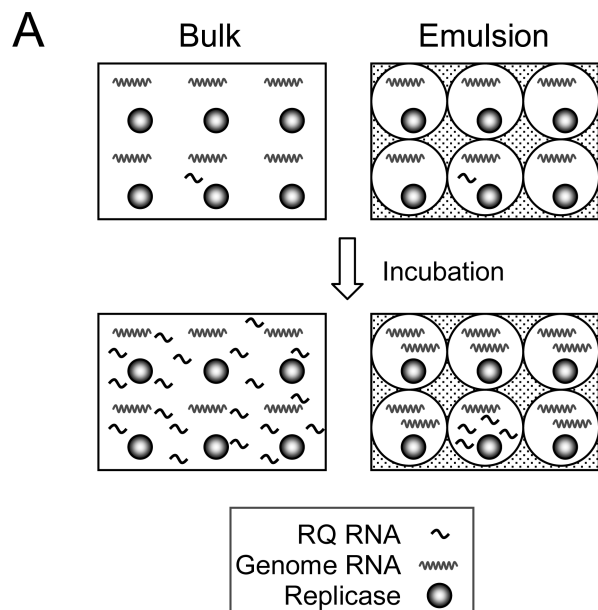 A
Bulk
Emulsion
Incubation
RQ RNA
Genome RNA
Replicase